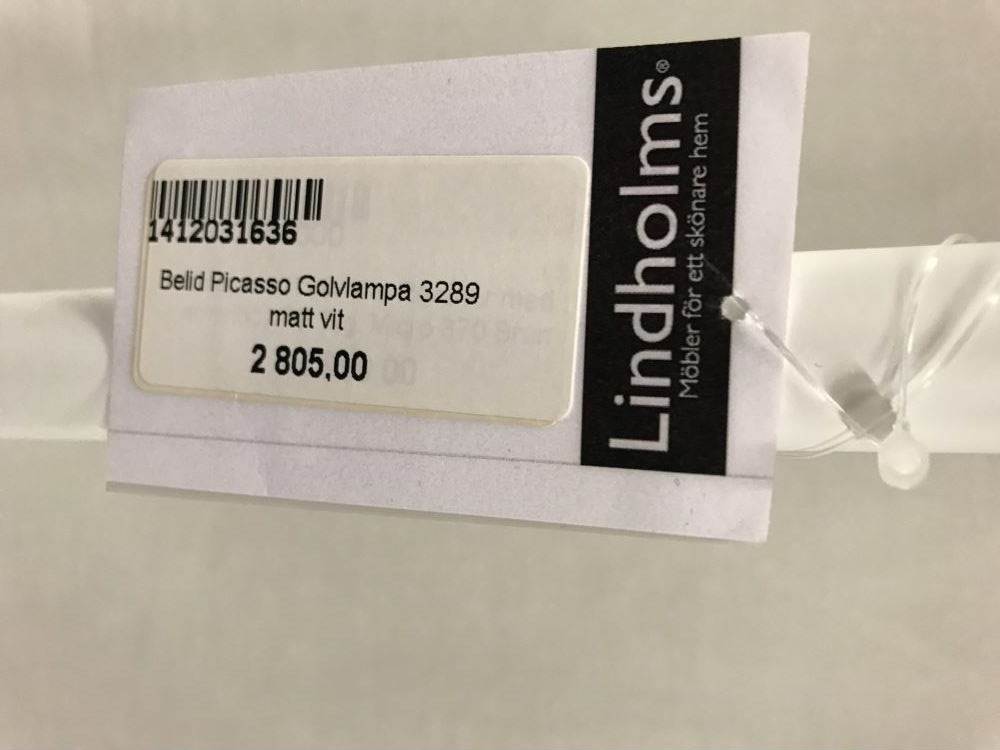 1412031636
Belid Picasso Golvlampa 3289
matt vit
2 805,00
Lindholms®
Möbler för ett skönare hem